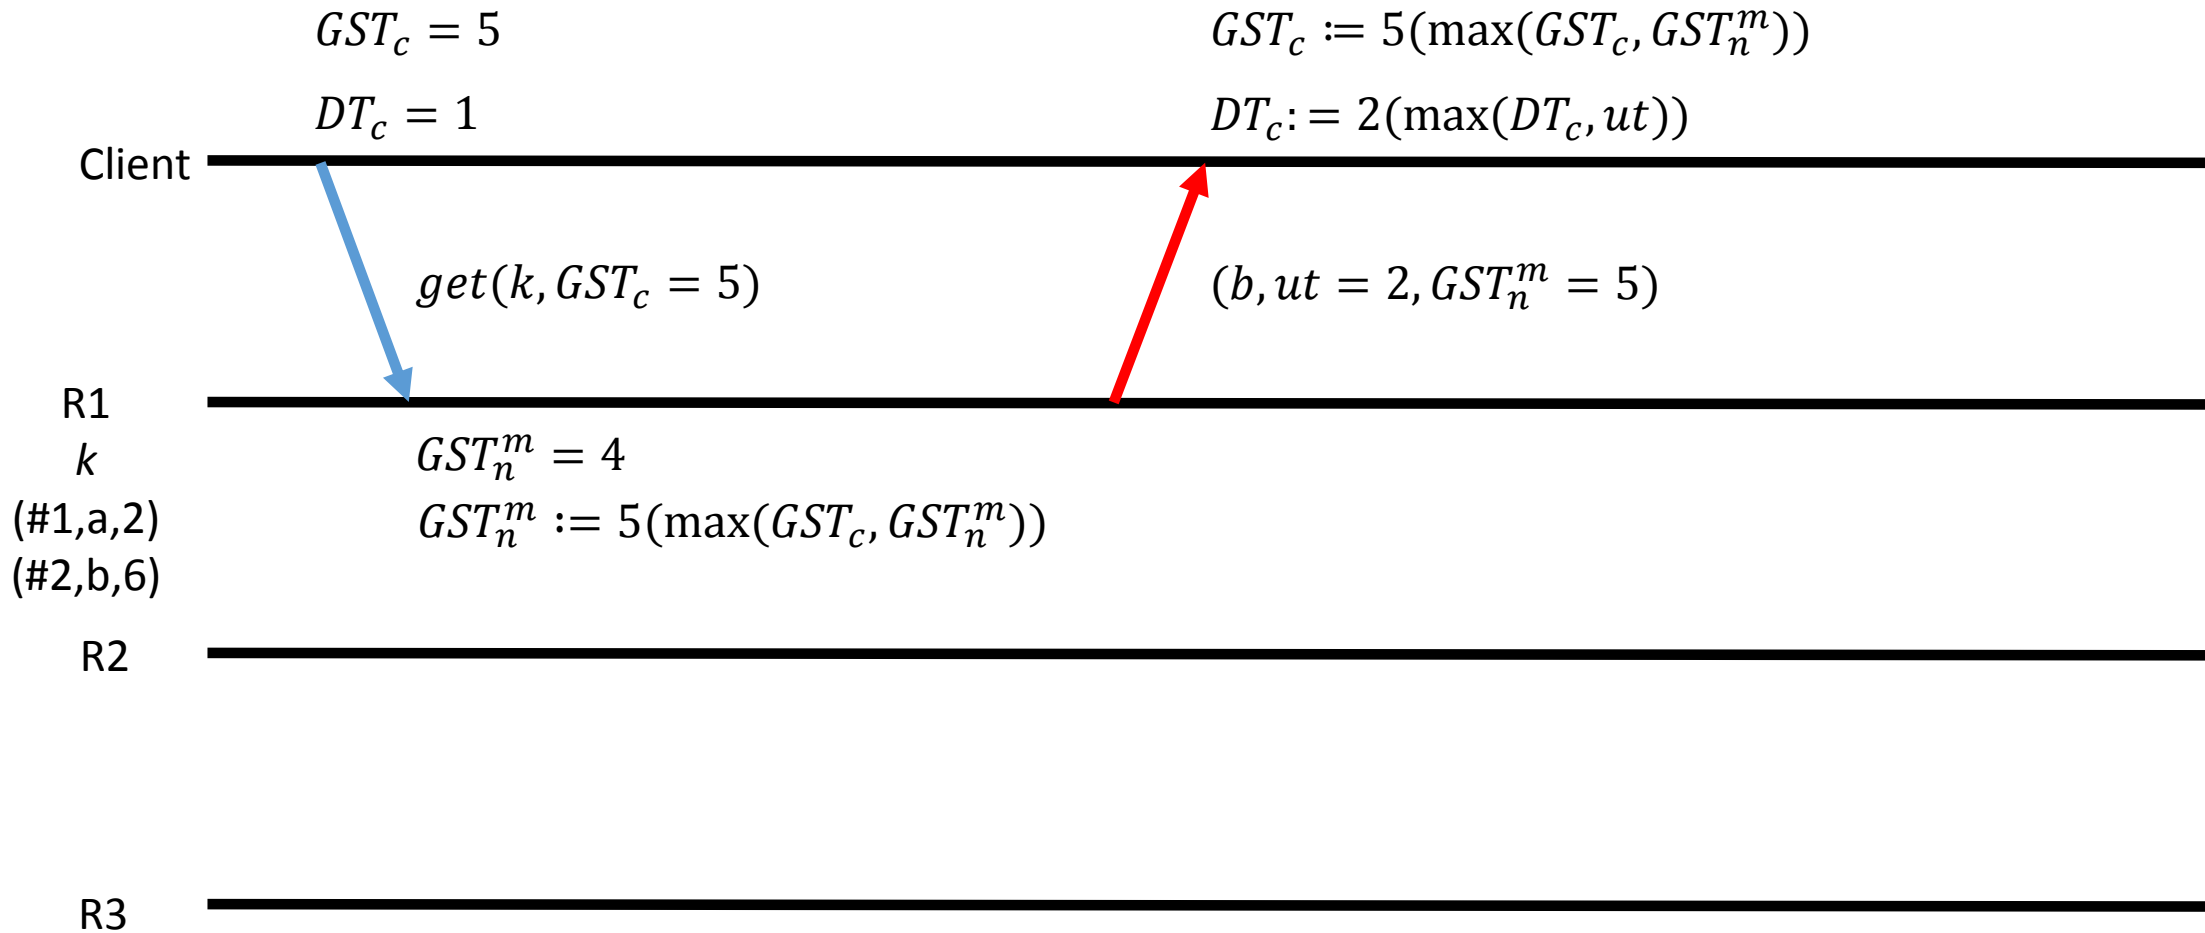 GST_c = 5
DT_c = 1
GST_c := 5(max(GST_c, GST_n^m))
DT_c: = 2(max(DT_c, ut))
Client
get(k, GST_c = 5)
(b, ut = 2, GST_n^m = 5)
R1
k
(#1,a,2)
(#2,b,6)
GST_n^m = 4
GST_n^m := 5(max(GST_c, GST_n^m))
R2
R3